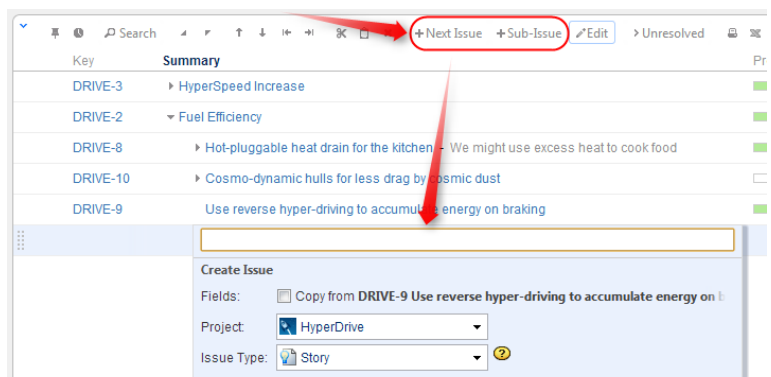 Search +Next Issue +Sub-Issue Edit >Unresolved
Key Summary Pr
DRIVE-3 HyperSpeed Increase
DRIVE-2 Fuel Efficiency
DRIVE-8 Hot-pluggable heat drain for the kitchen - We might use excess heat to cook food
DRIVE-10 Cosmo-dynamic hulls for less drag by cosmic dust
DRIVE-9 Use reverse hyper-driving to accumulate energy on braking
Create Issue
Fields: Copy from DRIVE-9 Use reverse hyper-driving to accumulate energy on b
Project: HyperDrive
Issue Type: Story